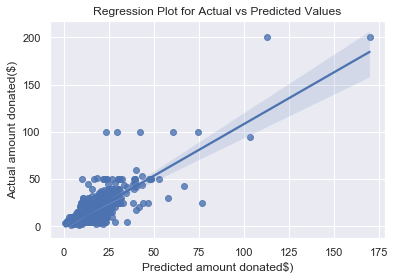 Regression Plot for Actual vs Predicted Values
Actual amount donated($)
200
150
100
50
0
0 25 50 75 100 125 150 175
Predicted amount donated$)